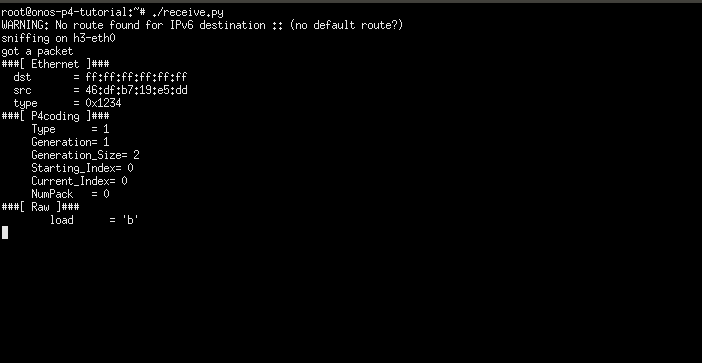 root@onos-p4-tutorial:~# ./receive.py
WARNING: No route found for IPv6 destination :: (no default route?)
sniffing on h3-eth0
got a packet
###[ Ethernet ]###
  dst       = ff:ff:ff:ff:ff:ff
  src       = 46:df:b7:19:e5:dd
  type      = 0x1234
###[ P4coding ]###
     Type      = 1
     Generation= 1
     Generation_Size= 2
     Starting_Index= 0
     Current_Index= 0
     NumPack   = 0
###[ Raw ]###
        load      = 'b'